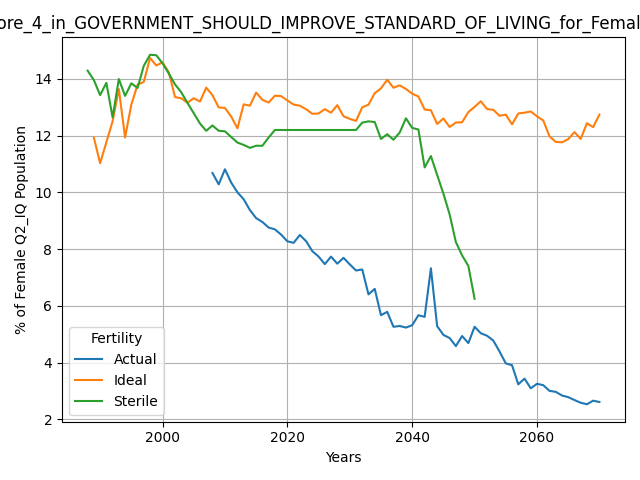 ore_4_in_GOVERNMENT_SHOULD_IMPROVE_STANDARD_OF_LIVING_for_Femal
% of Female Q2_IQ Population
14
12
10
8
6
4
2
Fertility
Actual
Ideal
Sterile
2000
2020
2040
2060
Years